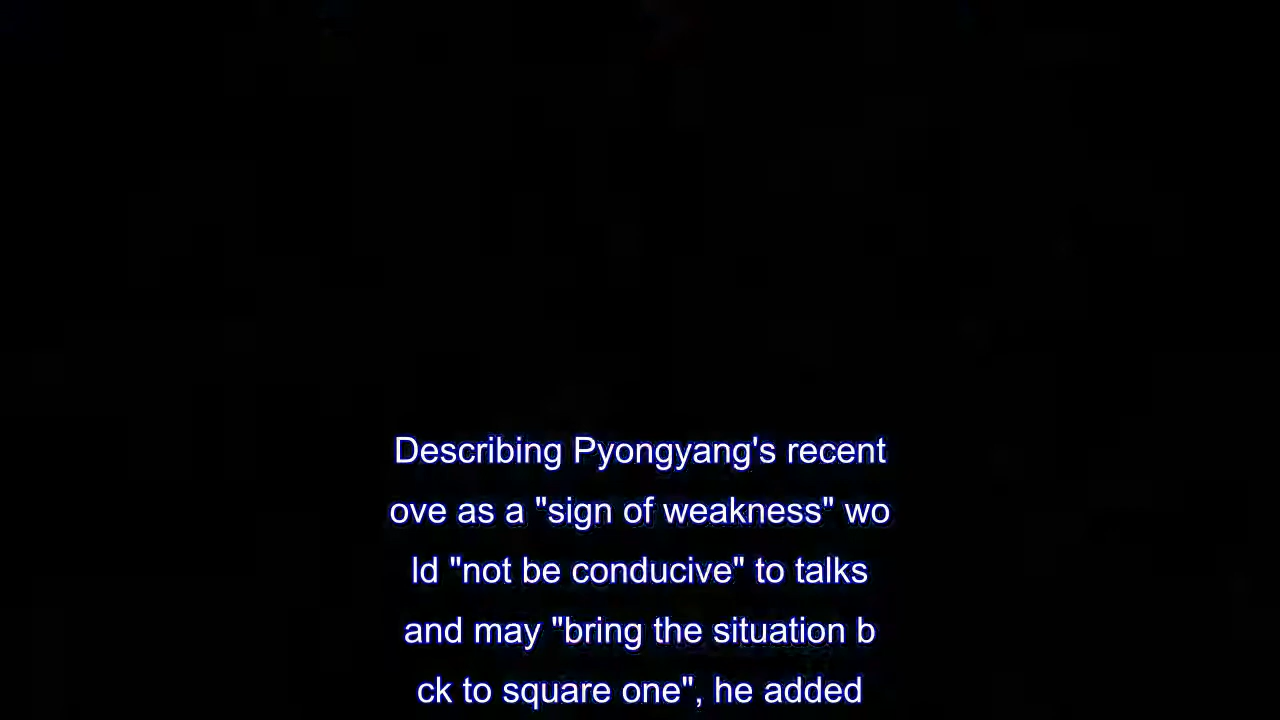 Describing Pyongyang's recent
ove as a "sign of weakness" wo
ld "not be conducive" to talks
and may "bring the situation b
ck to square one", he added